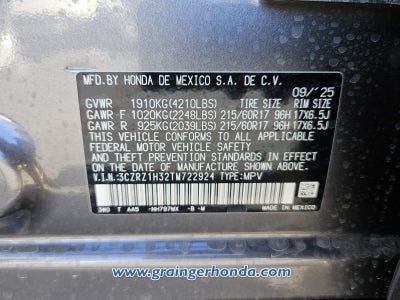 MFD.BY HONDA DE MEXICO S.A. DE C.V.
09/'25
GVWR 1910KG(4210LBS) TIRE SIZE RIM SIZE
GAWR F 1020KG(2248LBS) 215/60R17 96H 17X6.5J
GAWR R 925KG(2039LBS) 215/60R17 96H 17X6.5J
THIS VEHICLE CONFORMS TO ALL APPLICABLE
FEDERAL MOTOR VEHICLE SAFETY STANDARDS
IN EFFECT ON THE DATE OF MANUFACTURE SHOWN ABOVE.
V.I.N.:3CZRZ1H32TM722924 TYPE:MPV
3W0 T AA5 -NH797MX -B -M MADE IN MEXICO
www.graingerhonda.com